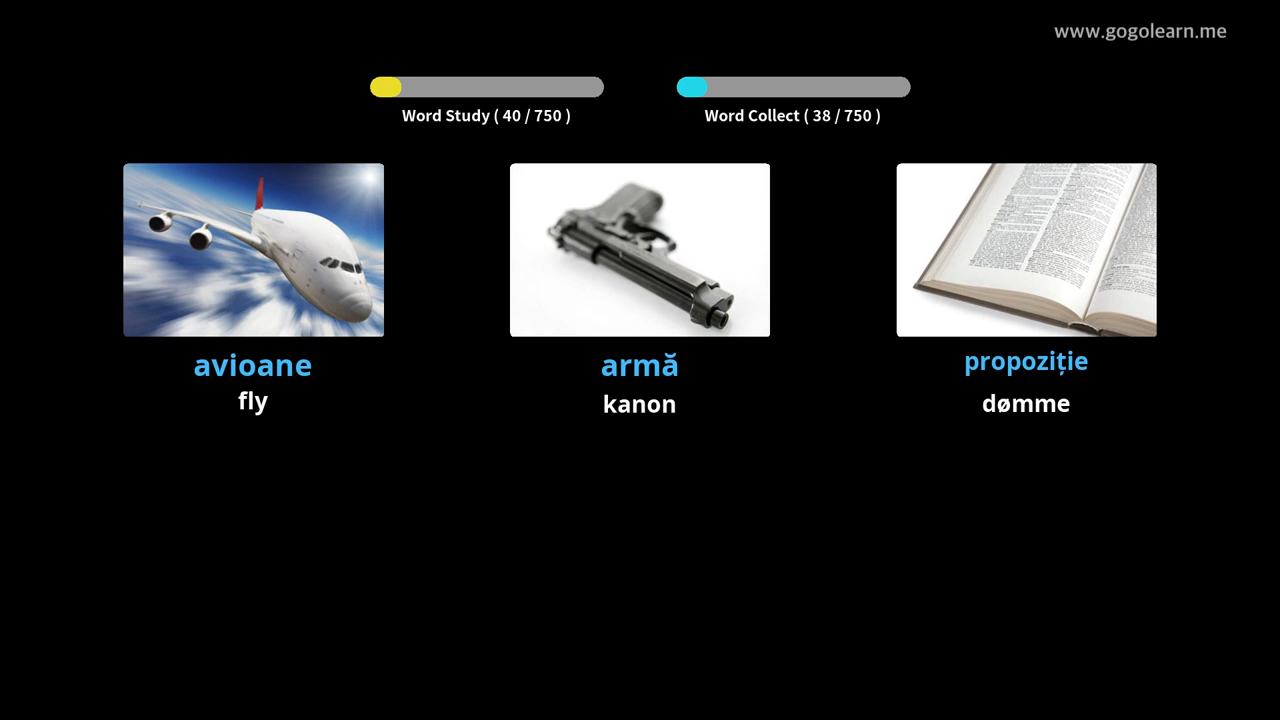 www.gogolearn.me
Word Study ( 40 / 750 )
Word Collect ( 38 / 750 )
avioane
fly
armă
kanon
propoziție
dømme